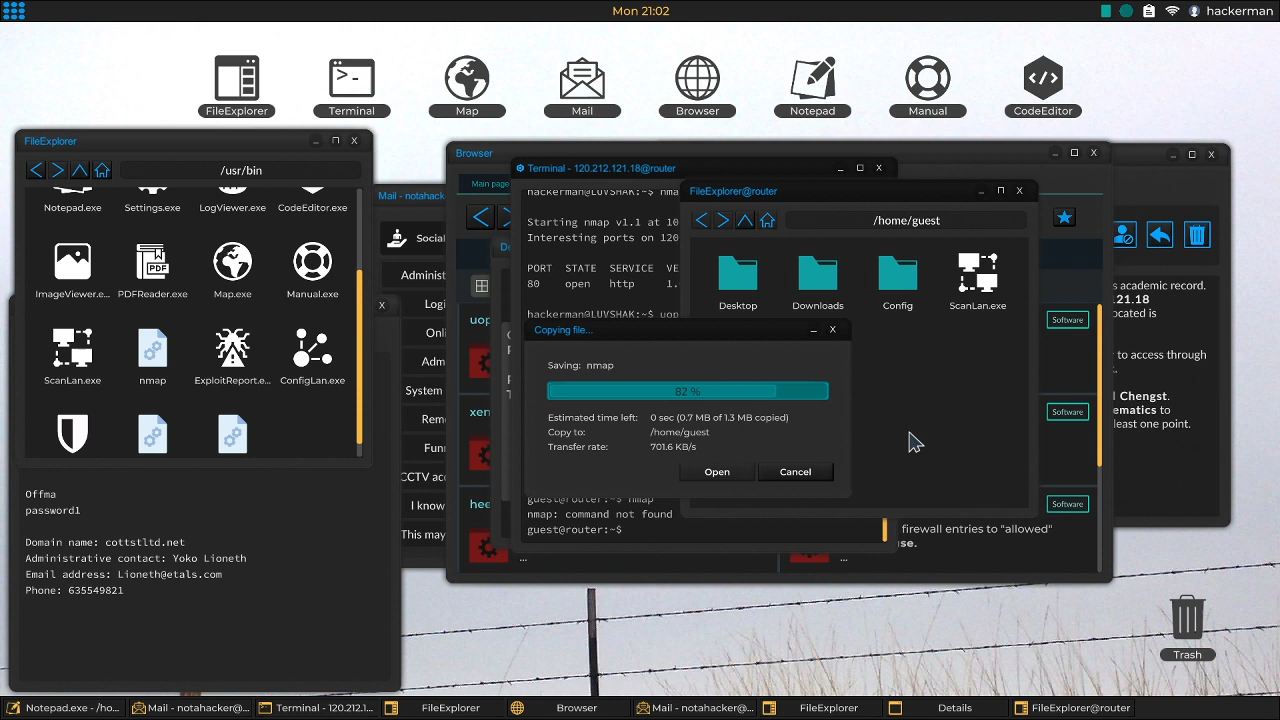 Mon 21:02
hackerman
FileExplorer
Terminal
Map
Mail
Browser
Notepad
Manual
CodeEditor
FileExplorer
/usr/bin
Notepad.exe
Settings.exe
LogViewer.exe
CodeEditor.exe
ImageViewer.e...
PDFReader.exe
Map.exe
Manual.exe
ScanLan.exe
nmap
ExploitReport.e...
ConfigLan.exe
Offma
password1
Domain name: cottstltd.net
Administrative contact: Yoko Lioneth
Email address: Lioneth@etals.com
Phone: 635549821
Mail - notahacke
Social
Administ
Logi
Onli
Adm
System
Rem
Funr
CCTV acc
I know
This may
Browser
Main page
uop
xen
hee
...
...
Software
Software
Software
firewall entries to "allowed"
se.
Terminal - 120.212.121.18@router
hackerman@LUVSHAK:~$ nma
Starting nmap v1.1 at 10
Interesting ports on 120
PORT STATE SERVICE VE
80 open http 1.
hackerman@LUVSHAK:~$ uop
guest@router:~$ nmap
nmap: command not found
guest@router:~$
FileExplorer@router
/home/guest
Desktop
Downloads
Config
ScanLan.exe
Copying file...
Saving: nmap
82 %
Estimated time left: 0 sec (0.7 MB of 1.3 MB copied)
Copy to: /home/guest
Transfer rate: 701.6 KB/s
Open
Cancel
s academic record.
.21.18
ocated is
to access through
l Chengst.
ematics to
least one point.
Trash
Notepad.exe - /ho...
Mail - notahacker@...
Terminal - 120.212.1...
FileExplorer
Browser
Mail - notahacker@...
FileExplorer
Details
FileExplorer@router